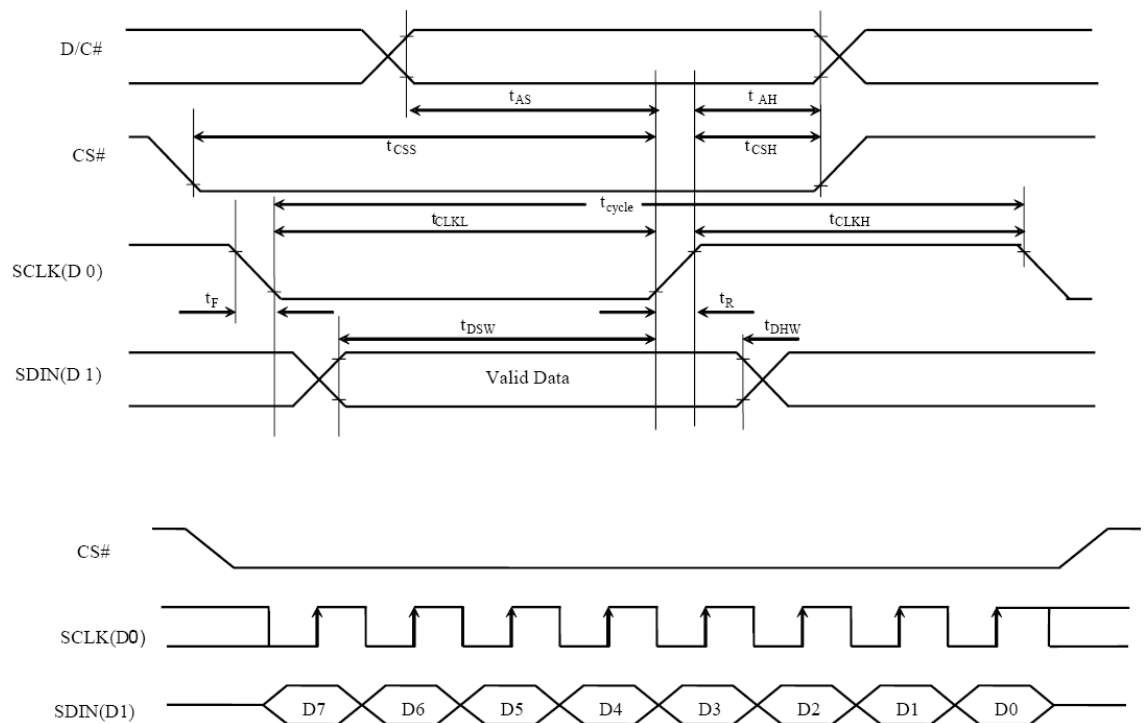 D/C#
tAS
tAH
CS#
tCSS
tCSH
tcycle
tCLKL
tCLKH
SCLK(D 0)
tF
tR
tDSW
tDHW
SDIN(D 1)
Valid Data
CS#
SCLK(D0)
SDIN(D1)
D7 D6 D5 D4 D3 D2 D1 D0